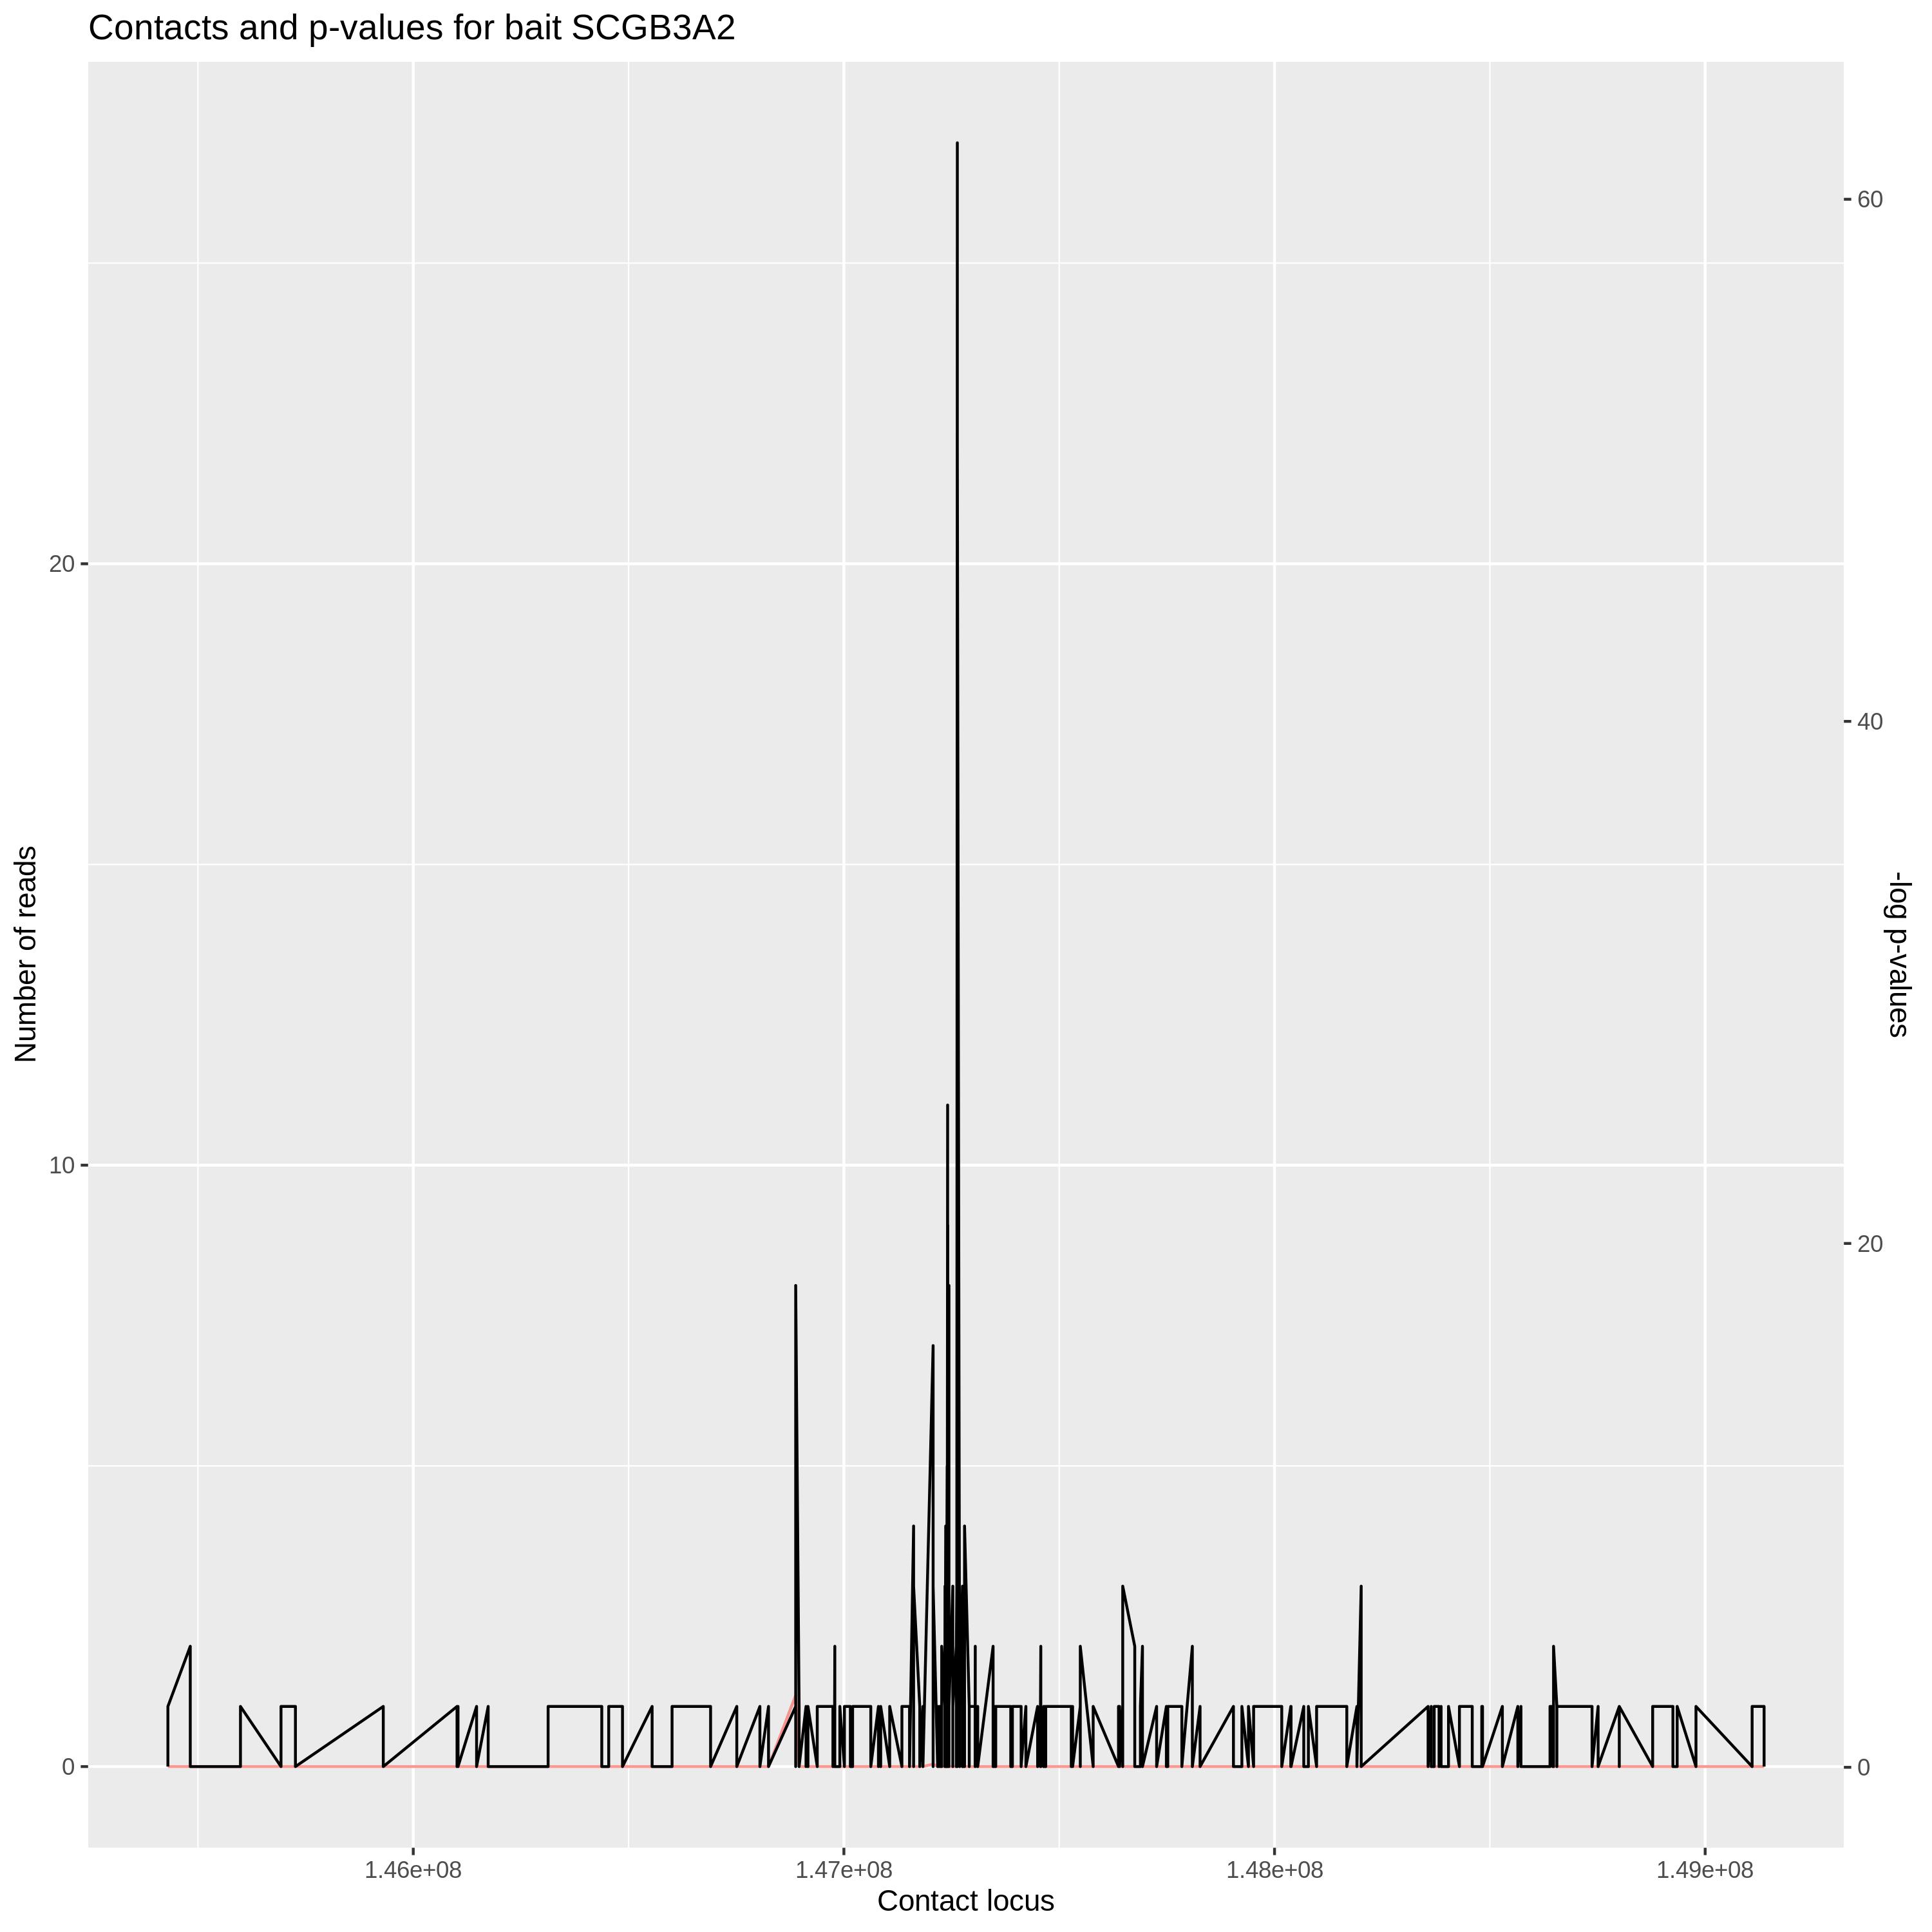 Contacts and p-values for bait SCGB3A2
60
20
40
Number of reads
-log p-values
10
20
0
0
1.46e+08
1.47e+08
1.48e+08
1.49e+08
Contact locus